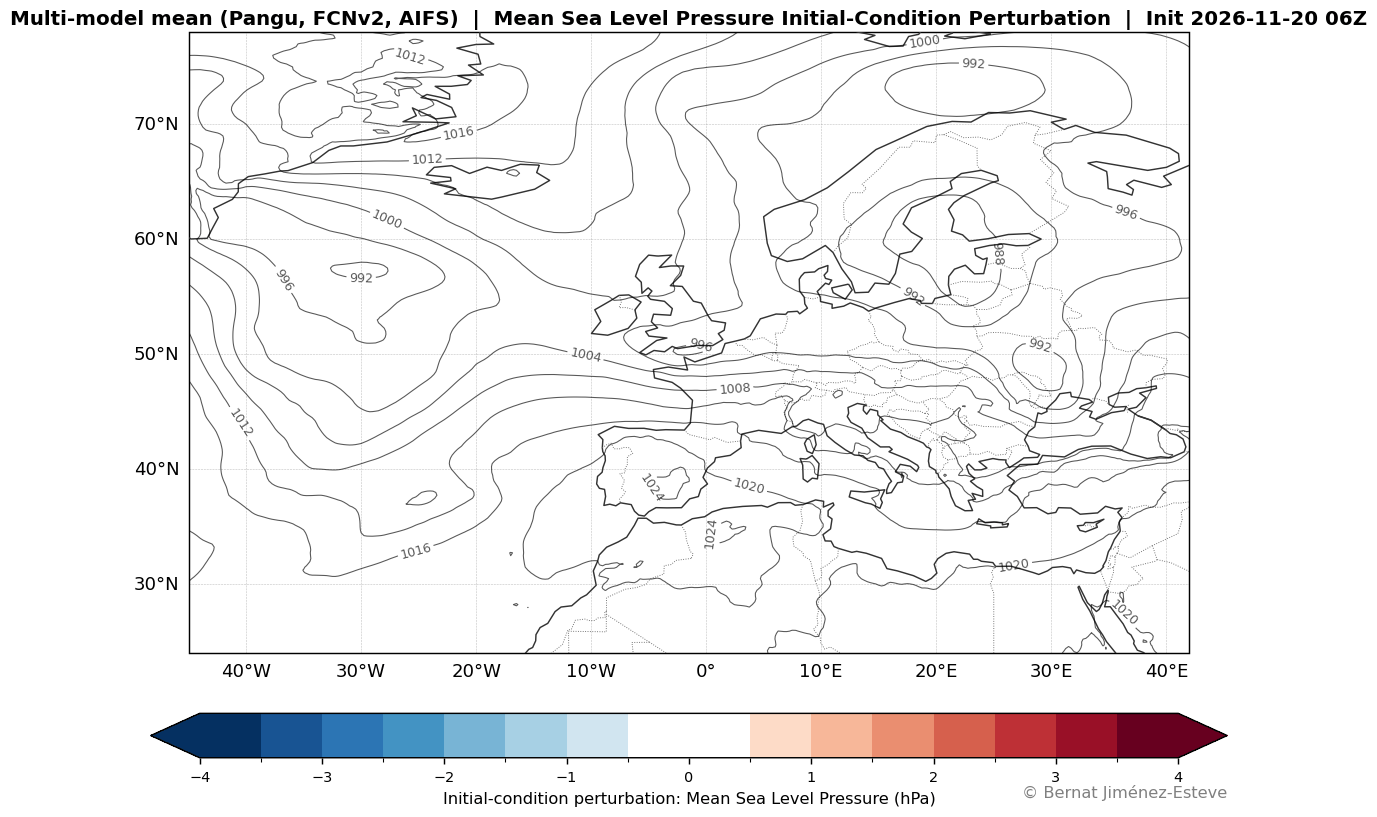 Multi-model mean (Pangu, FCNv2, AIFS) | Mean Sea Level Pressure Initial-Condition Perturbation | Init 2026-11-20 06Z
1000
1012
992
70°N
1016
1012
996
1000
60°N
988
996
992
992
996
992
50°N
1004
1008
1012
40°N
1020
1024
1024
1016
1020
30°N
1020
40°W 30°W 20°W 10°W 0° 10°E 20°E 30°E 40°E
−4 −3 −2 −1 0 1 2 3 4
Initial-condition perturbation: Mean Sea Level Pressure (hPa)
© Bernat Jiménez-Esteve